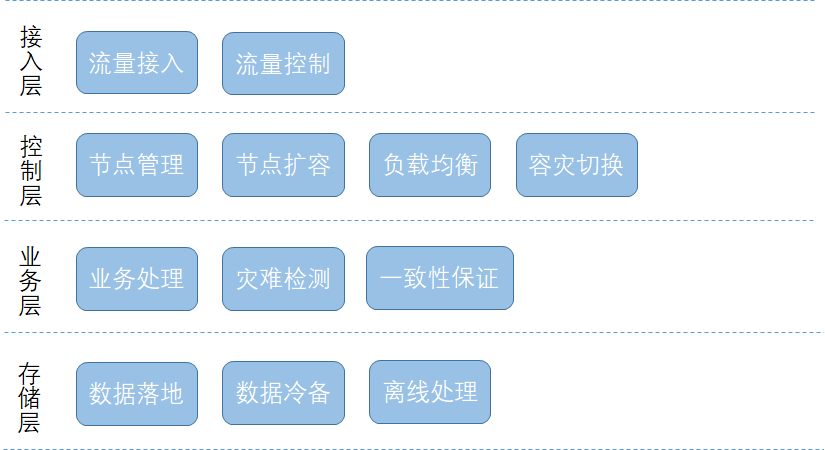 接入层
流量接入
流量控制
控制层
节点管理
节点扩容
负载均衡
容灾切换
业务层
业务处理
灾难检测
一致性保证
存储层
数据落地
数据冷备
离线处理